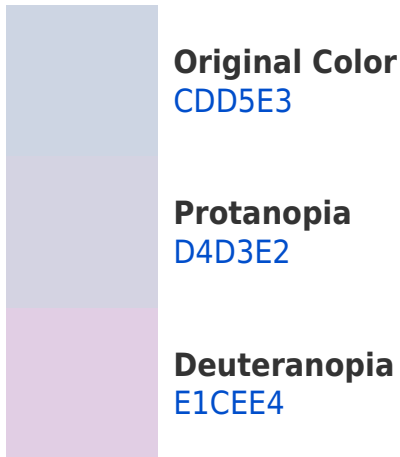 Original Color
CDD5E3
Protanopia
D4D3E2
Deuteranopia
E1CEE4